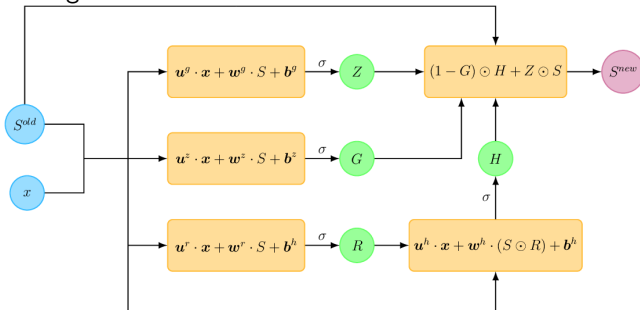 σ
𝒖^g · 𝒙 + 𝒘^g · S + 𝒃^g
Z
(1 − G) ⊙ H + Z ⊙ S
S^{new}
S^{old}
σ
𝒖^z · 𝒙 + 𝒘^z · S + 𝒃^z
G
H
x
σ
σ
𝒖^r · 𝒙 + 𝒘^r · S + 𝒃^h
R
𝒖^h · 𝒙 + 𝒘^h · (S ⊙ R) + 𝒃^h